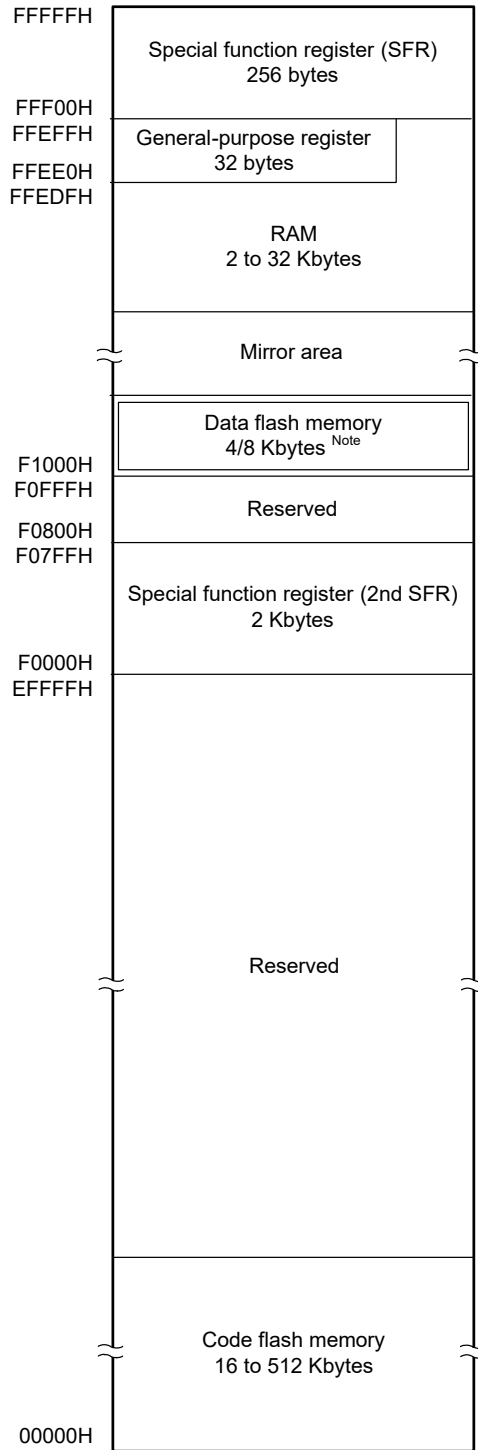 FFFFFH
Special function register (SFR)
256 bytes
FFF00H
FFEFFH
General-purpose register
32 bytes
FFEE0H
FFEDFH
RAM
2 to 32 Kbytes
Mirror area
Data flash memory
4/8 Kbytes Note
F1000H
F0FFFH
Reserved
F0800H
F07FFH
Special function register (2nd SFR)
2 Kbytes
F0000H
EFFFFH
Reserved
Code flash memory
16 to 512 Kbytes
00000H